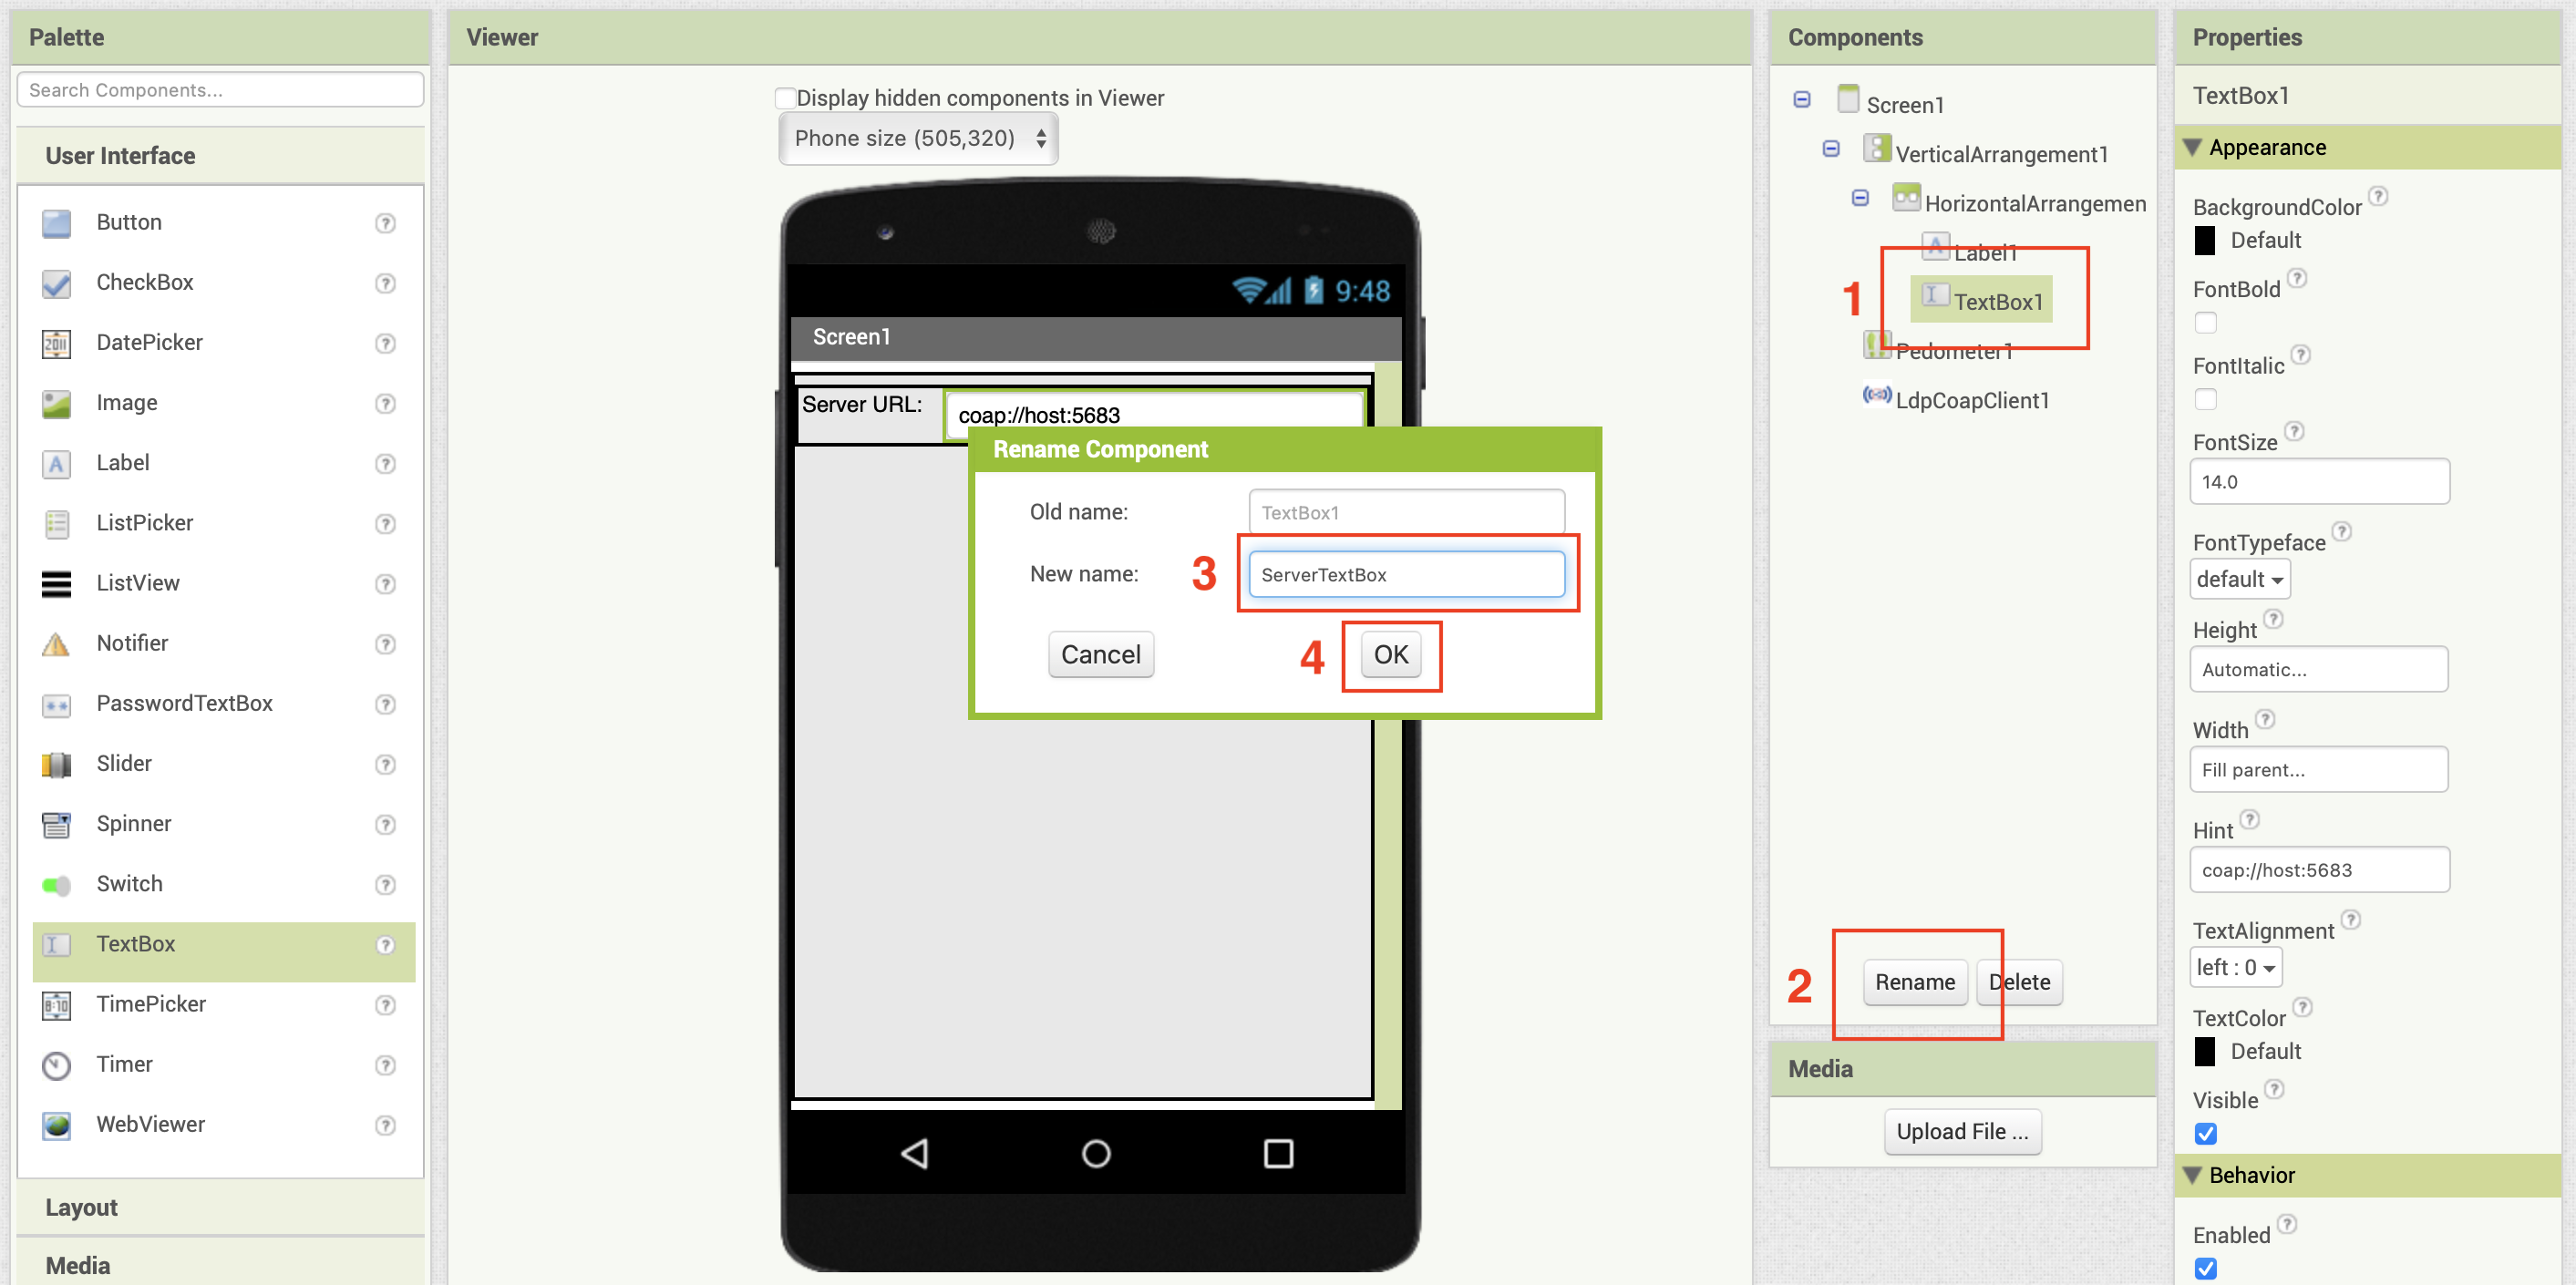 Palette
Search Components...
User Interface
Button
CheckBox
DatePicker
Image
Label
ListPicker
ListView
Notifier
PasswordTextBox
Slider
Spinner
Switch
TextBox
TimePicker
Timer
WebViewer
Layout
Media
Viewer
Display hidden components in Viewer
Phone size (505,320)
9:48
Screen1
Server URL:
coap://host:5683
Rename Component
Old name:
TextBox1
3
New name:
ServerTextBox
Cancel
4
OK
Components
Screen1
VerticalArrangement1
HorizontalArrangemen
Label1
1
TextBox1
Pedometer1
LdpCoapClient1
2
Rename
Delete
Media
Upload File ...
Properties
TextBox1
Appearance
BackgroundColor
Default
FontBold
FontItalic
FontSize
14.0
FontTypeface
default
Height
Automatic...
Width
Fill parent...
Hint
coap://host:5683
TextAlignment
left : 0
TextColor
Default
Visible
Behavior
Enabled